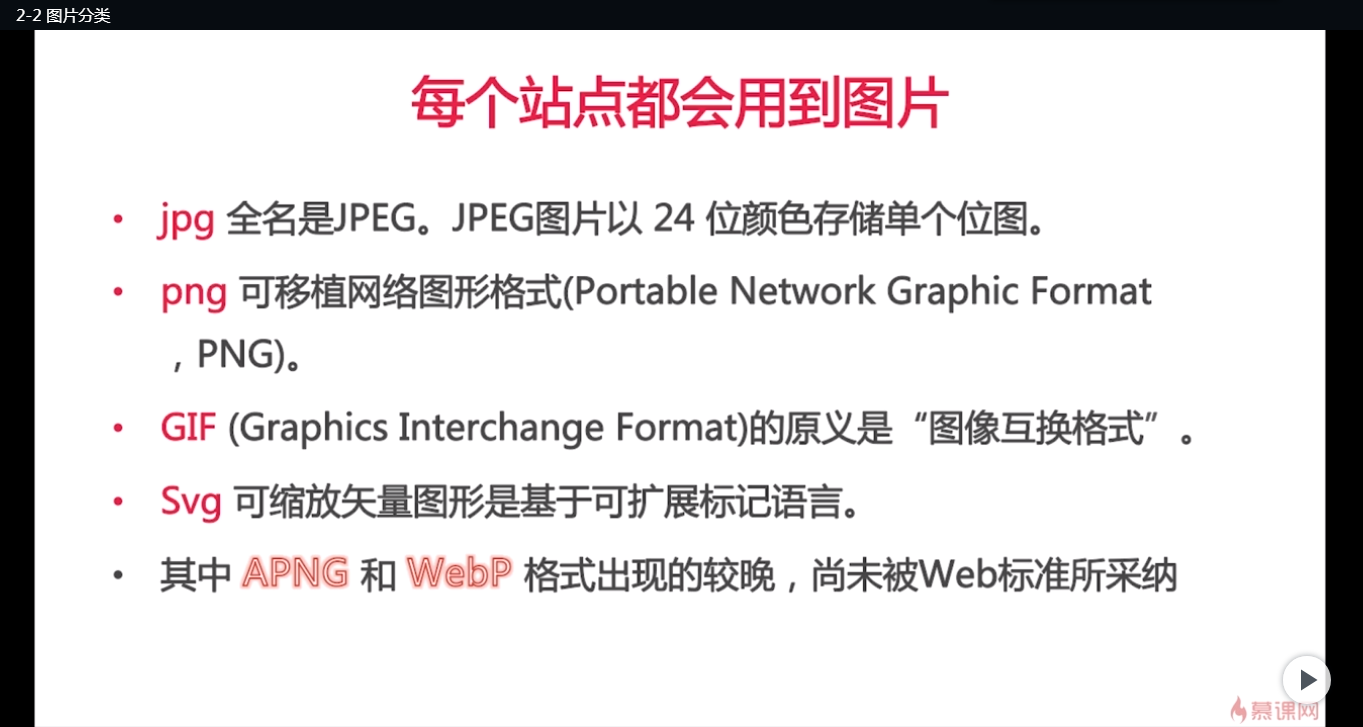 2-2 图片分类
每个站点都会用到图片
• jpg 全名是JPEG。JPEG图片以 24 位颜色存储单个位图。
• png 可移植网络图形格式(Portable Network Graphic Format
，PNG)。
• GIF (Graphics Interchange Format)的原义是“图像互换格式”。
• Svg 可缩放矢量图形是基于可扩展标记语言。
• 其中 APNG 和 WebP 格式出现的较晚，尚未被Web标准所采纳
慕课网